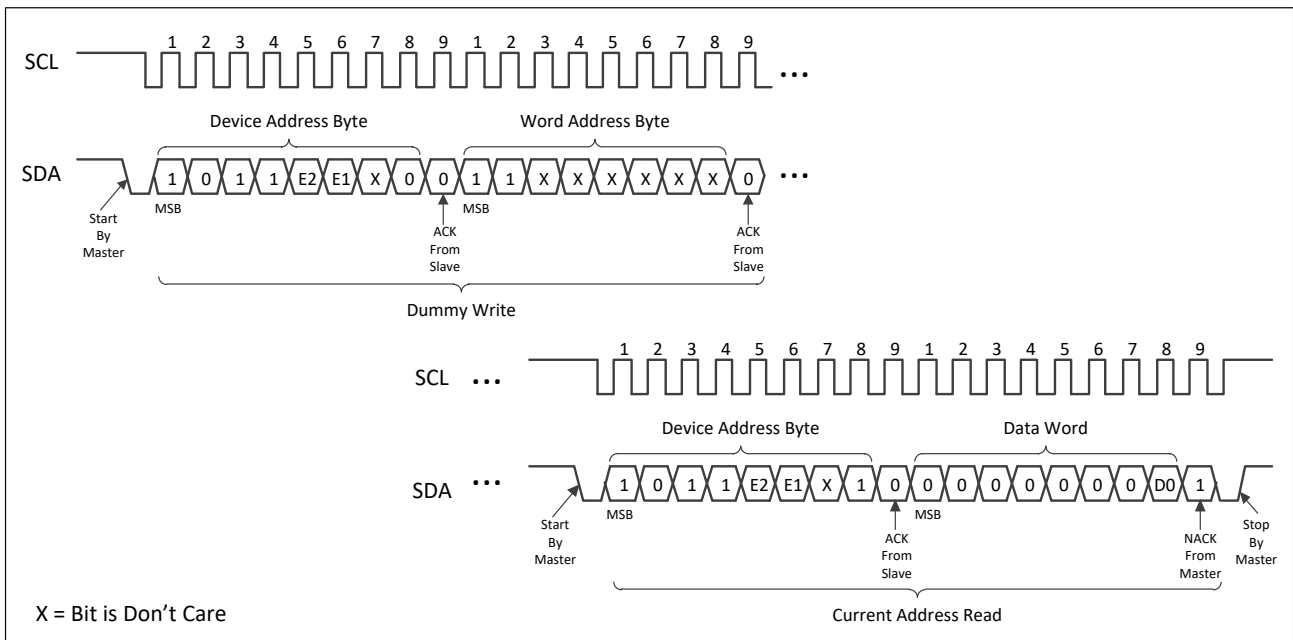 1 2 3 4 5 6 7 8 9 1 2 3 4 5 6 7 8 9
SCL ...
Device Address Byte Word Address Byte
SDA 1 0 1 1 E2 E1 X 0 0 1 1 X X X X X X 0 ...
MSB MSB
Start
By
Master
ACK
From
Slave
ACK
From
Slave
Dummy Write
1 2 3 4 5 6 7 8 9 1 2 3 4 5 6 7 8 9
SCL ...
Device Address Byte Data Word
SDA ... 1 0 1 1 E2 E1 X 1 0 0 0 0 0 0 0 0 D0 1
MSB MSB
Start
By
Master
ACK
From
Slave
NACK
From
Master
Stop
By
Master
Current Address Read
X = Bit is Don't Care